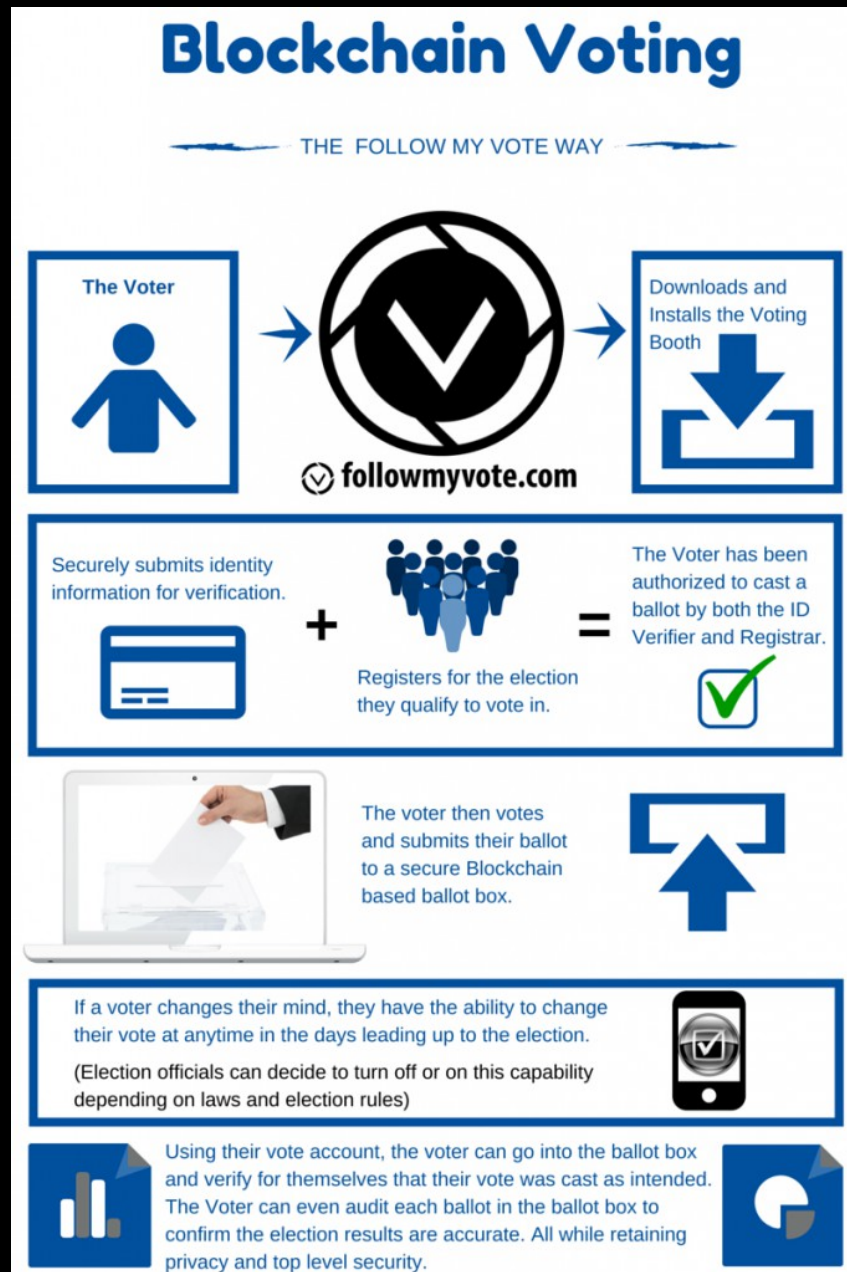 Blockchain Voting
THE FOLLOW MY VOTE WAY
The Voter
followmyvote.com
Downloads and
Installs the Voting
Booth
Securely submits identity
information for verification.
+
Registers for the election
they qualify to vote in.
=
The Voter has been
authorized to cast a
ballot by both the ID
Verifier and Registrar.
The voter then votes
and submits their ballot
to a secure Blockchain
based ballot box.
If a voter changes their mind, they have the ability to change
their vote at anytime in the days leading up to the election.
(Election officials can decide to turn off or on this capability
depending on laws and election rules)
Using their vote account, the voter can go into the ballot box
and verify for themselves that their vote was cast as intended.
The Voter can even audit each ballot in the ballot box to
confirm the election results are accurate. All while retaining
privacy and top level security.